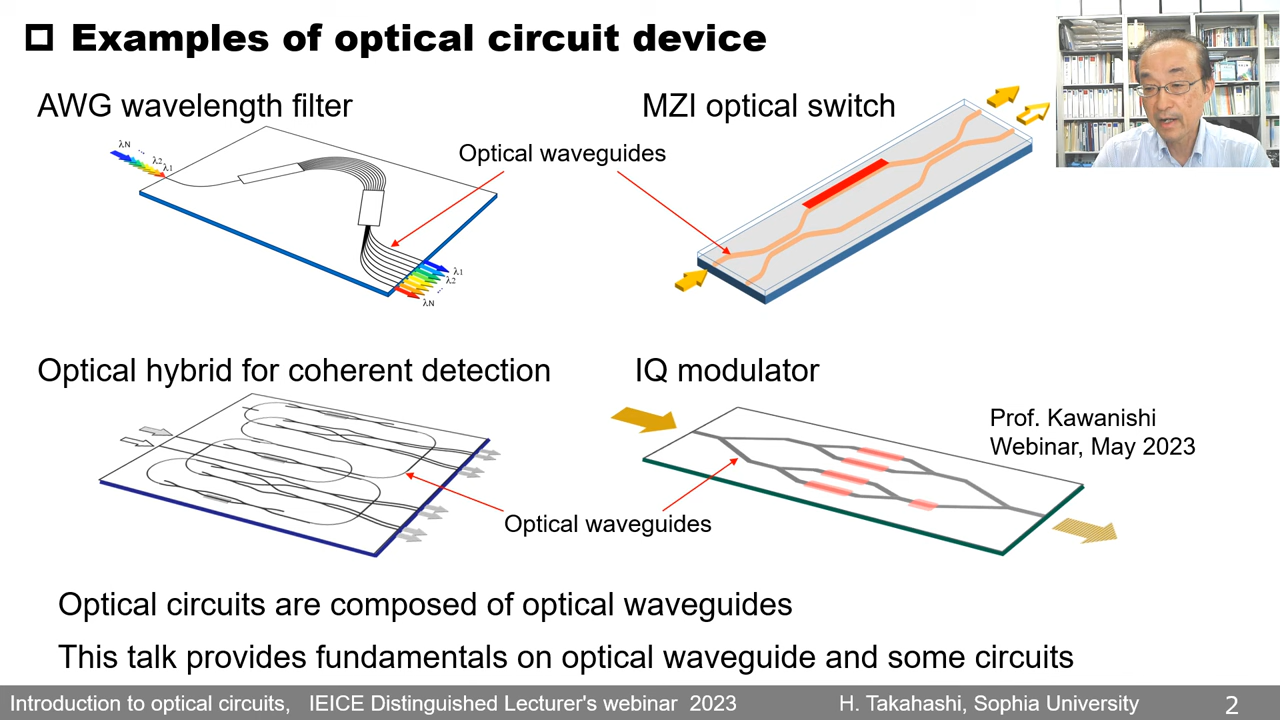 Examples of optical circuit device
AWG wavelength filter
MZI optical switch
λN
...
λ2
λ1
Optical waveguides
λ1
λ2
...
λN
Optical hybrid for coherent detection
IQ modulator
Prof. Kawanishi
Webinar, May 2023
Optical waveguides
Optical circuits are composed of optical waveguides
This talk provides fundamentals on optical waveguide and some circuits
Introduction to optical circuits, IEICE Distinguished Lecturer's webinar 2023 H. Takahashi, Sophia University 2